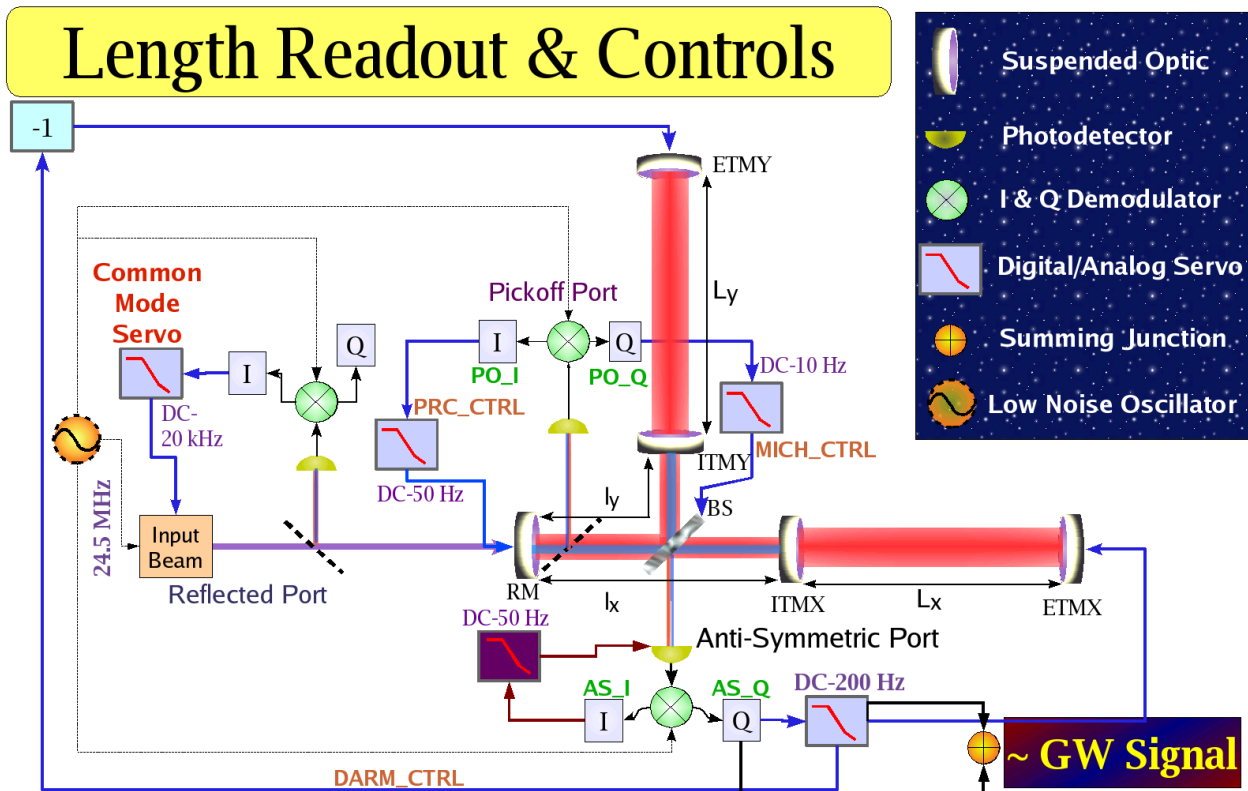 Length Readout & Controls
Suspended Optic
Photodetector
I & Q Demodulator
Digital/Analog Servo
Summing Junction
Low Noise Oscillator
-1
ETMY
Common
Mode
Servo
Pickoff Port
Ly
I
Q
I
Q
PO_I
PO_Q
DC-10 Hz
DC-
20 kHz
PRC_CTRL
ITMY
MICH_CTRL
DC-50 Hz
ly
BS
24.5 MHz
Input
Beam
Reflected Port
RM
lx
ITMX
Lx
ETMX
DC-50 Hz
Anti-Symmetric Port
AS_I
AS_Q
DC-200 Hz
I
Q
~ GW Signal
DARM_CTRL